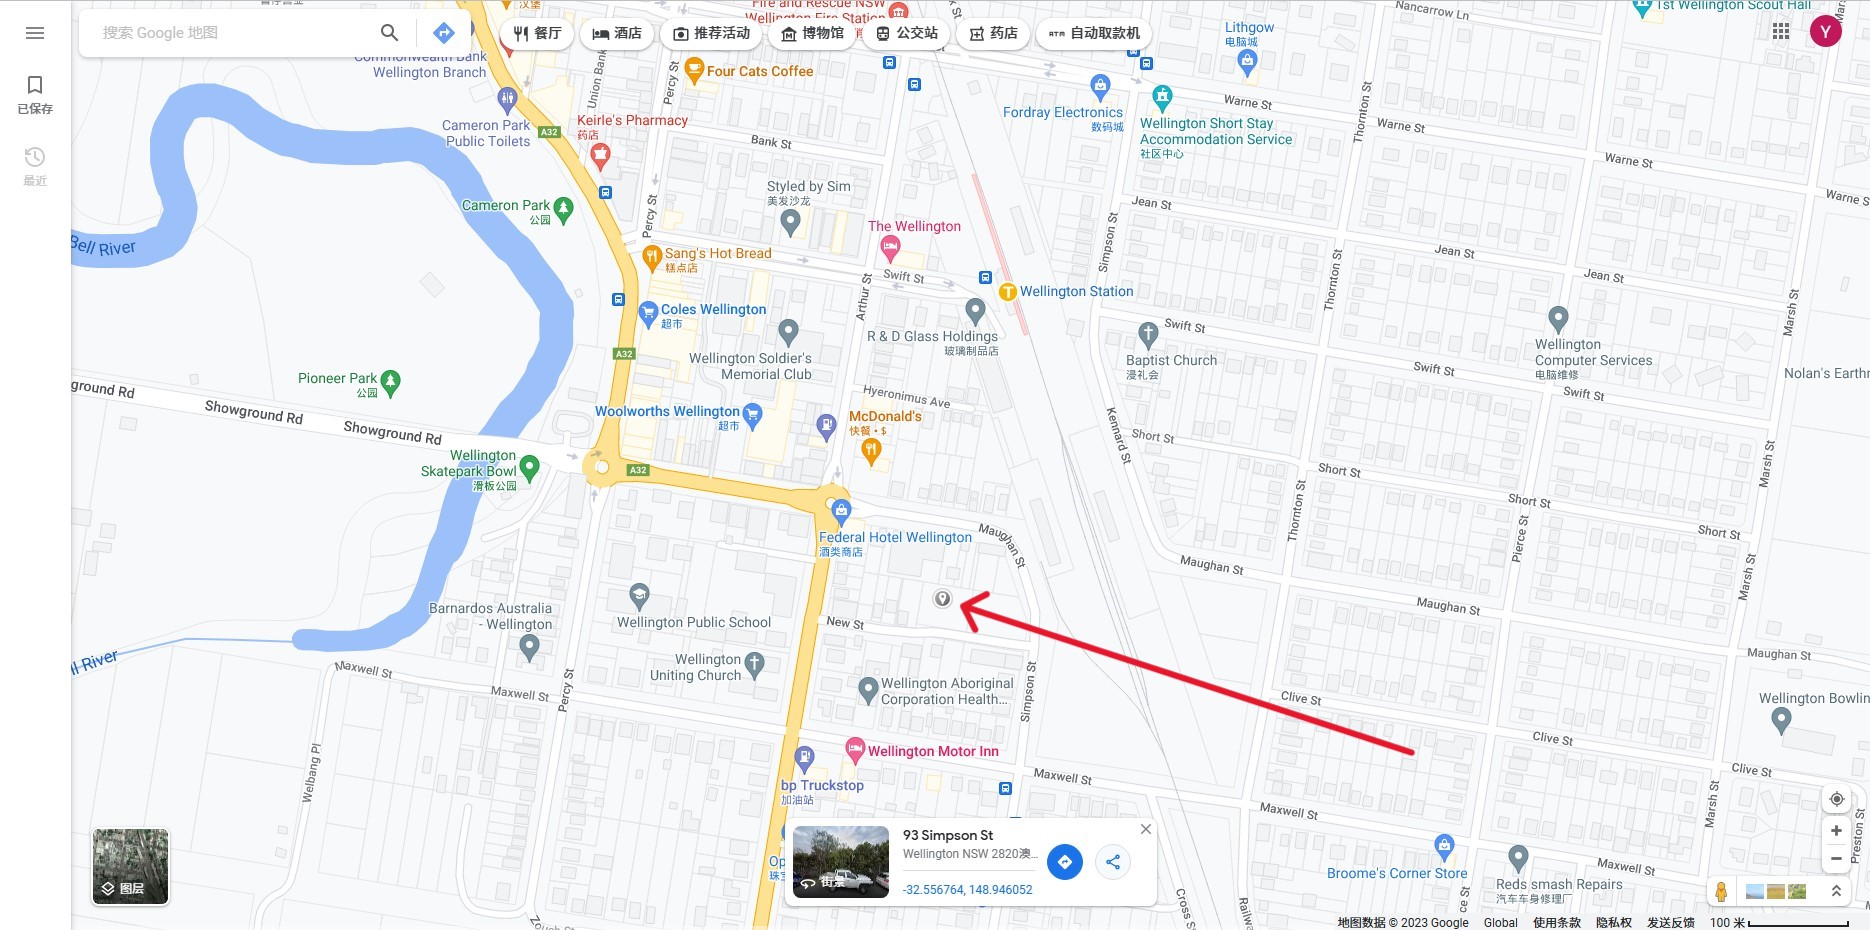 搜索 Google 地图
餐厅
酒店
推荐活动
博物馆
公交站
药店
自动取款机
Y
已保存
最近
汉堡
Fire and Rescue NSW
Wellington Fire Station
Nancarrow Ln
1st Wellington Scout Hall
Lithgow
电脑城
Commonwealth Bank
Wellington Branch
Union Bank
Percy St
Four Cats Coffee
Cameron Park
Public Toilets
A32
Keirle's Pharmacy
药店
Bank St
Fordray Electronics
数码城
Wellington Short Stay
Accommodation Service
社区中心
Warne St
Thornton St
Warne St
Warne St
Warne S
Styled by Sim
美发沙龙
Cameron Park
公园
Percy St
Jean St
Simpson St
Bell River
The Wellington
Sang's Hot Bread
糕点店
Swift St
Arthur St
Jean St
Jean St
Thornton St
Wellington Station
Marsh St
Coles Wellington
超市
R & D Glass Holdings
玻璃制品店
Swift St
Baptist Church
浸礼会
Wellington
Computer Services
电脑维修
A32
Wellington Soldier's
Memorial Club
Swift St
Swift St
Nolan's Earthr
Pioneer Park
公园
ground Rd
Showground Rd
Showground Rd
Hyeronimus Ave
Woolworths Wellington
超市
McDonald's
快餐 • $
Kennard St
Short St
Short St
Short St
Short St
Marsh St
Wellington
Skatepark Bowl
滑板公园
A32
Thornton St
Pierce St
Federal Hotel Wellington
酒类商店
Maughan St
Maughan St
Maughan St
Maughan St
Marsh St
Barnardos Australia
- Wellington
Wellington Public School
New St
ll River
Wellington
Uniting Church
Wellington Aboriginal
Corporation Health...
Maxwell St
Maxwell St
Percy St
Simpson St
Clive St
Clive St
Clive St
Wellington Bowlin
Wellington Motor Inn
bp Truckstop
加油站
Welbang Pl
Maxwell St
Maxwell St
Maxwell St
Marsh St
Preston St
93 Simpson St
Wellington NSW 2820澳...
-32.556764, 148.946052
街景
图层
Op
珠宝
Broome's Corner Store
Reds smash Repairs
汽车车身修理厂
ce St
Cross S
Railw
地图数据 © 2023 Google
Global
使用条款
隐私权
发送反馈
100 米